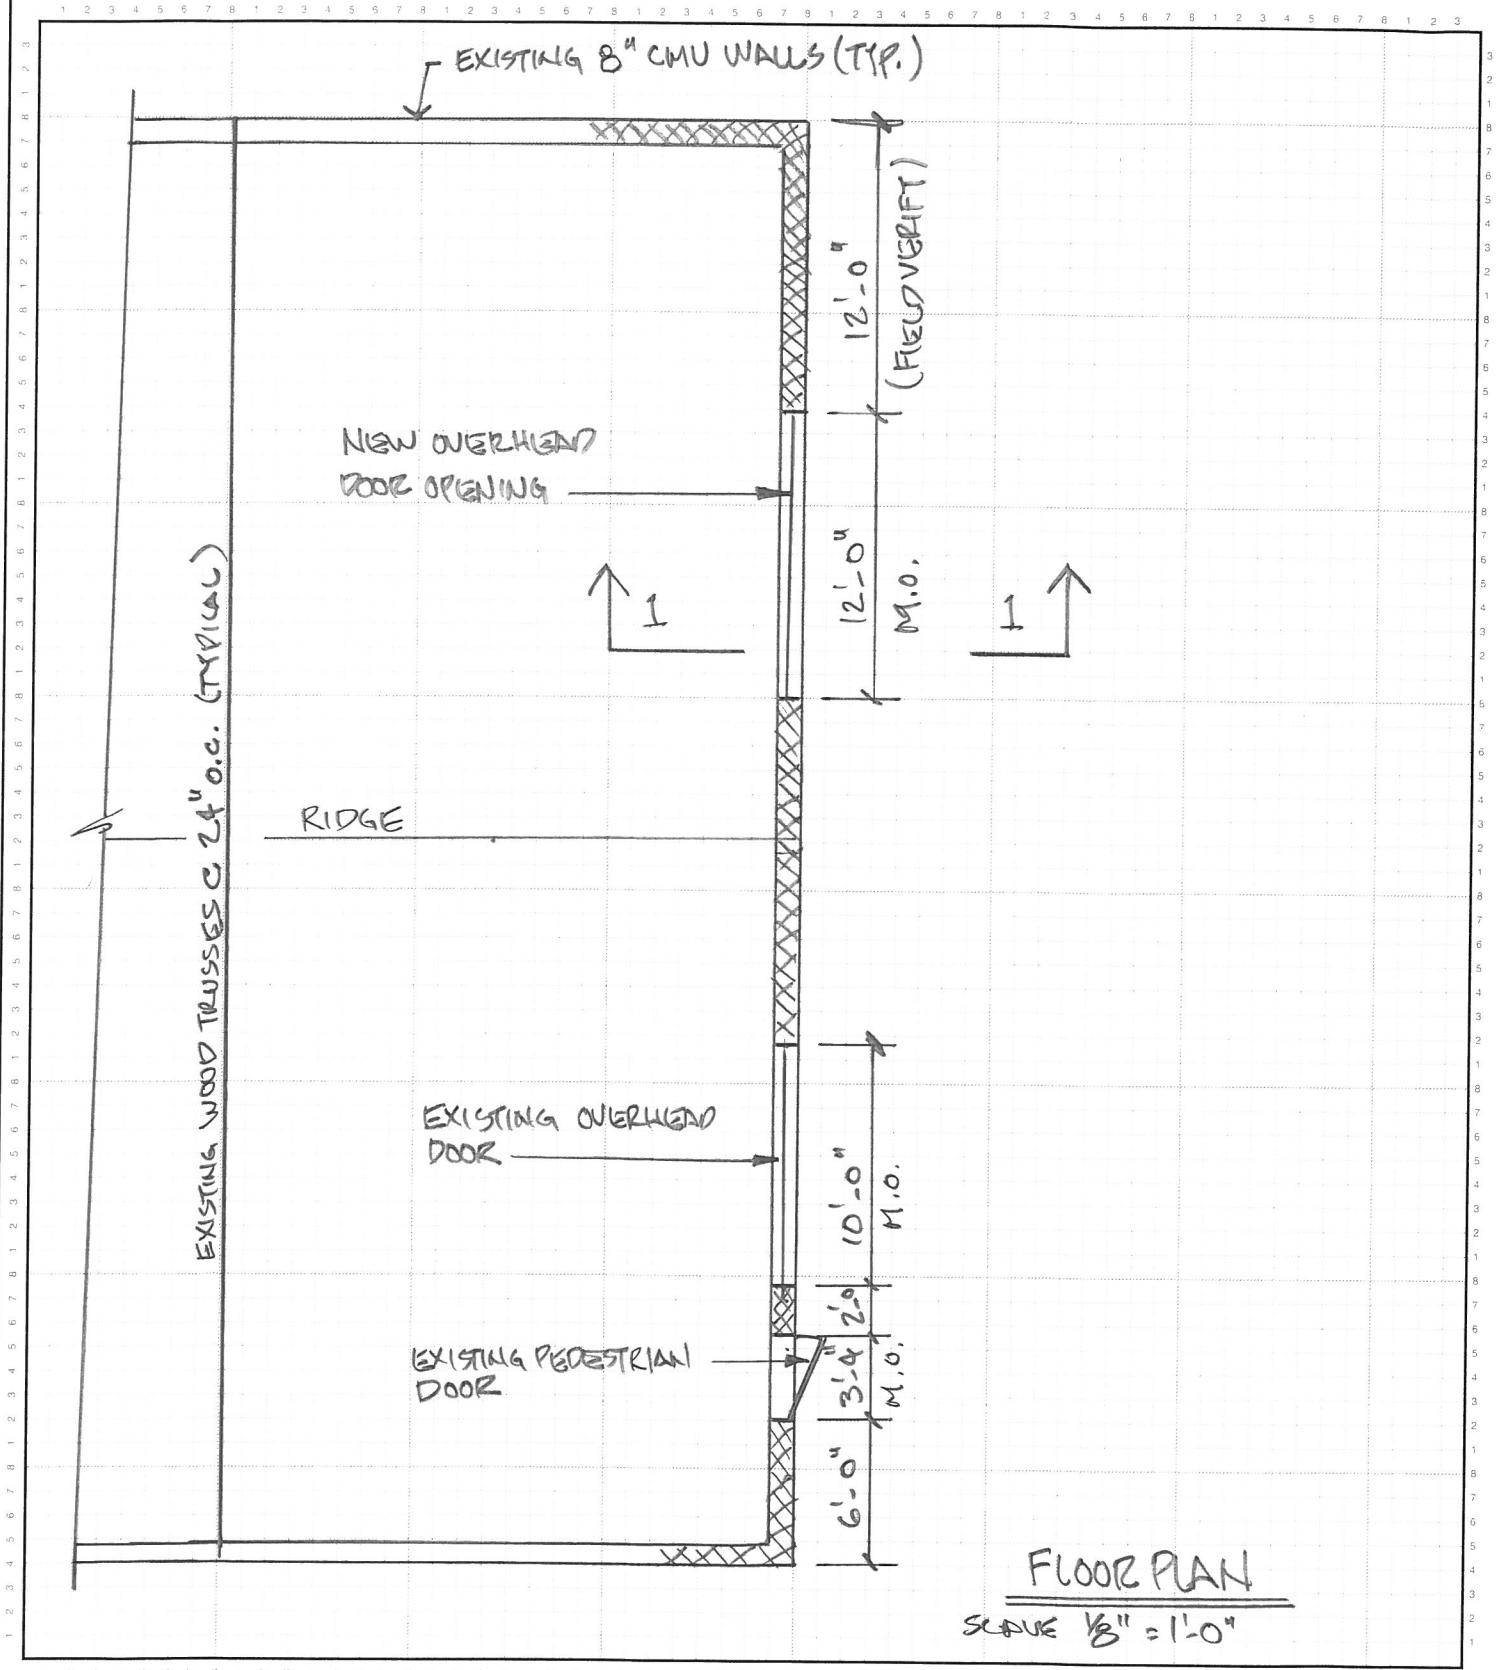 EXISTING 8" CMU WALLS (TYP.)
12'-0"
(FIELD VERIFY)
NEW OVERHEAD
DOOR OPENING
12'-0"
M.O.
1
1
EXISTING WOOD TRUSSES @ 24" o.c. (TYPICAL)
RIDGE
EXISTING OVERHEAD
DOOR
10'-0"
M.O.
2'-0
EXISTING PEDESTRIAN
DOOR
3'-4"
M.O.
6'-0"
FLOOR PLAN
SCALE 1/8" = 1'-0"